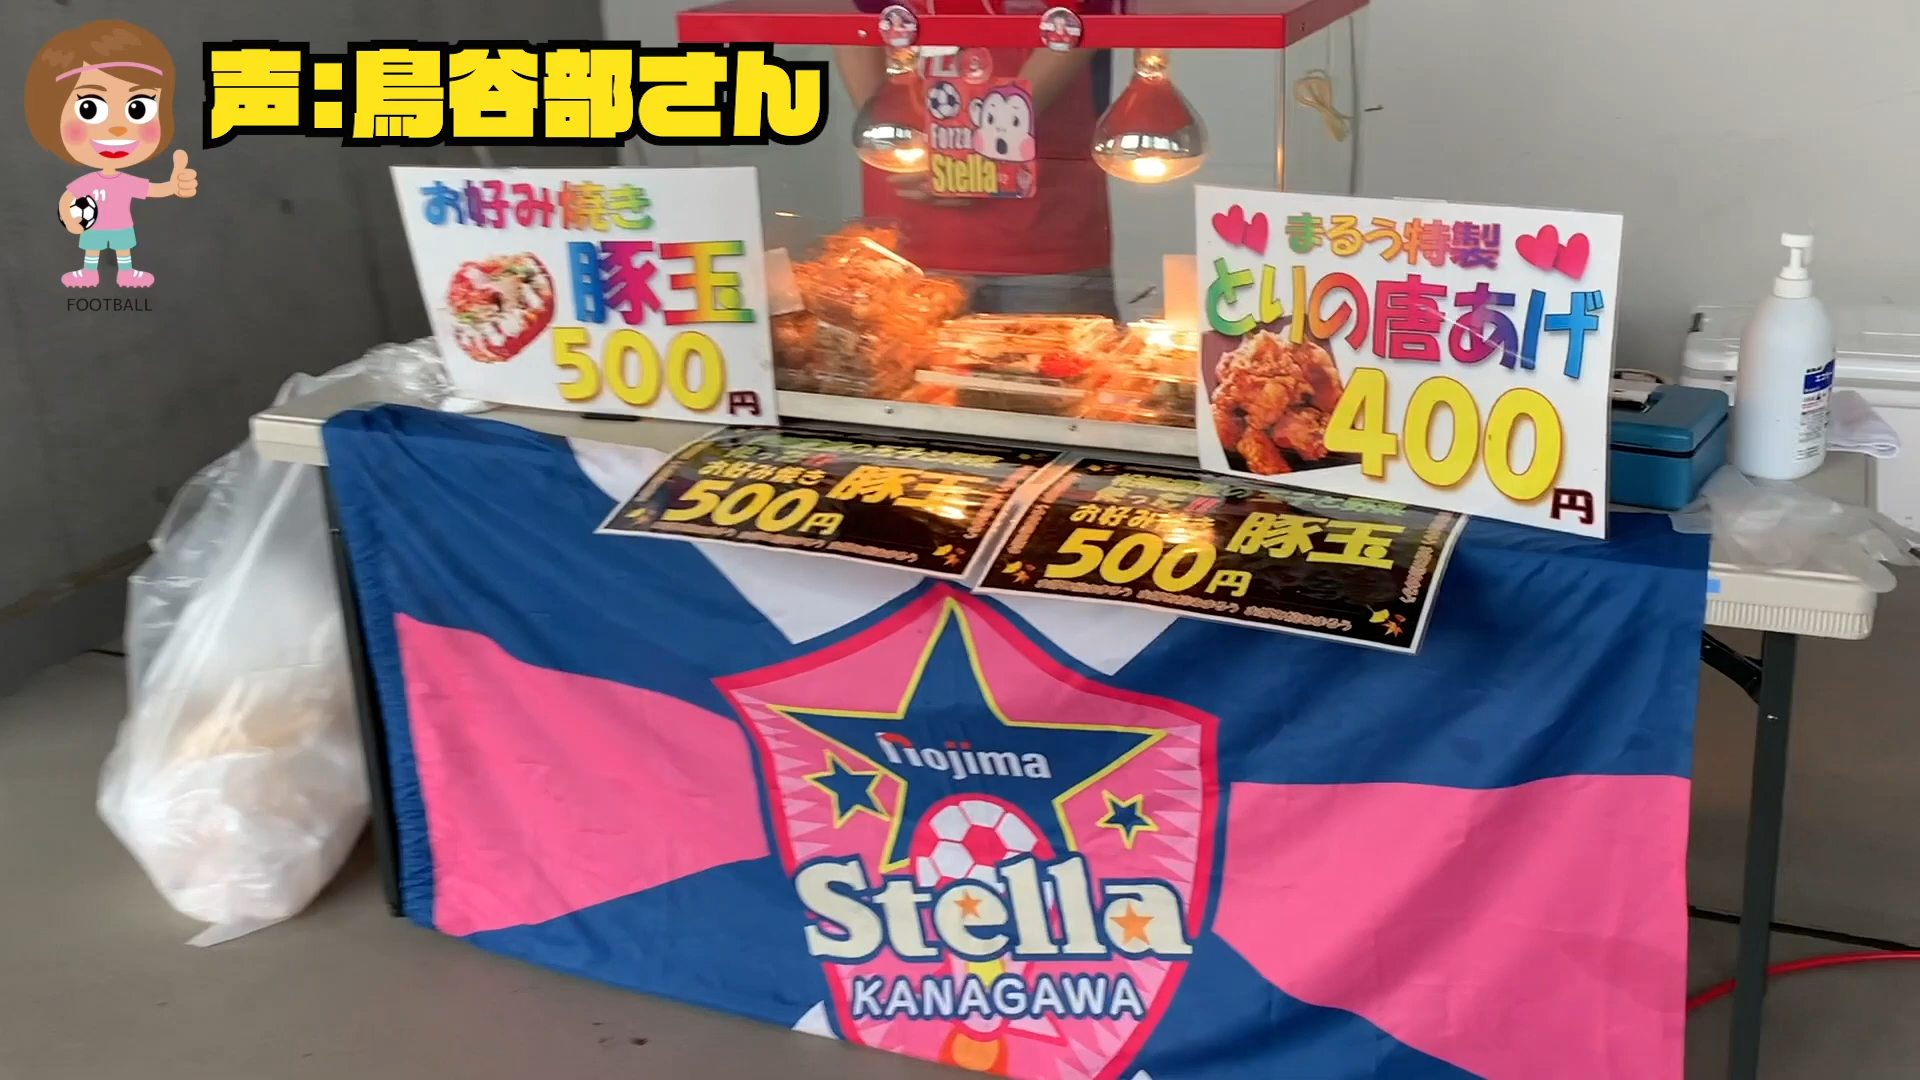 声:鳥谷部さん
11
FOOTBALL
Forza
Stella
お好み焼き
豚玉
500円
まるう特製
とりの唐あげ
400円
お好み焼き
豚玉
500円
お好み焼き
豚玉
500円
nojima
Stella
KANAGAWA